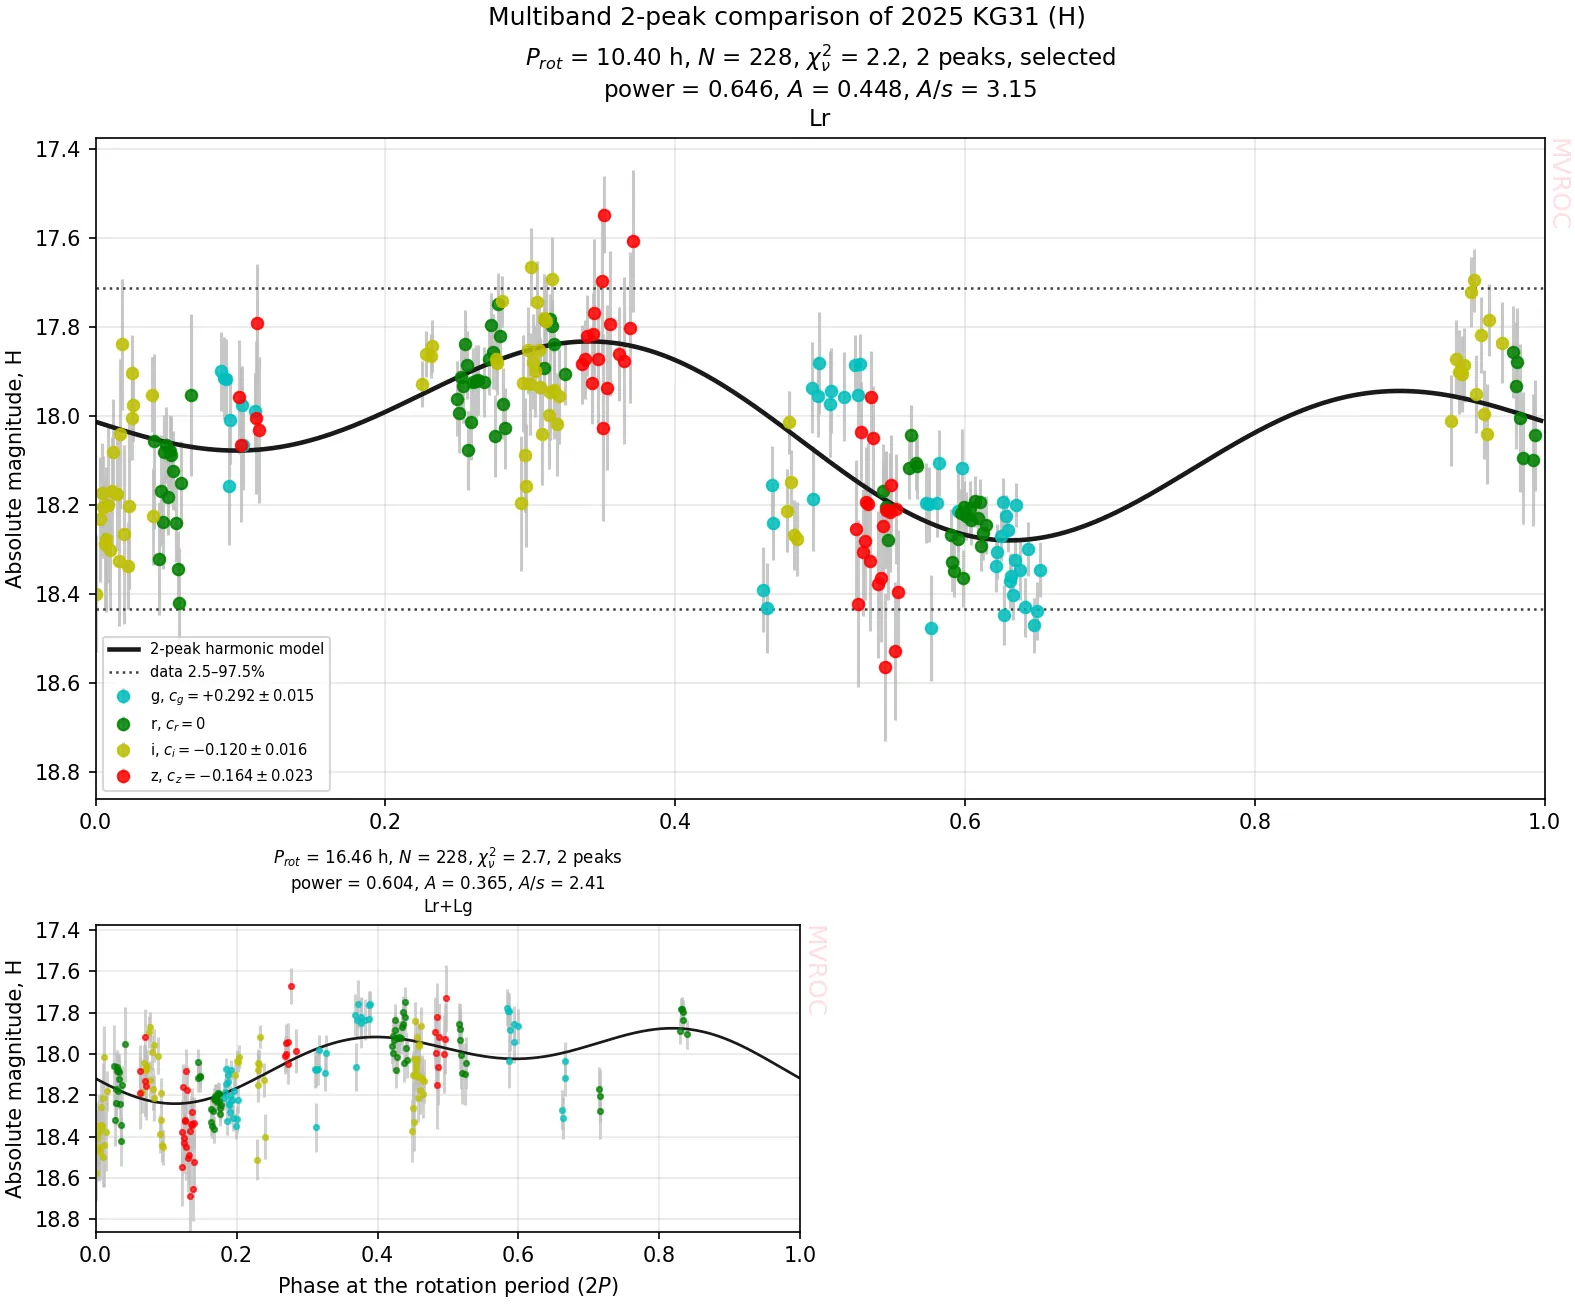 Multiband 2-peak comparison of 2025 KG31 (H)
P_rot = 10.40 h, N = 228, χ²_ν = 2.2, 2 peaks, selected
power = 0.646, A = 0.448, A/s = 3.15
Lr
MVROC
Absolute magnitude, H
17.4
17.6
17.8
18.0
18.2
18.4
18.6
18.8
2-peak harmonic model
data 2.5–97.5%
g, c_g = +0.292 ± 0.015
r, c_r = 0
i, c_i = −0.120 ± 0.016
z, c_z = −0.164 ± 0.023
0.0 0.2 0.4 0.6 0.8 1.0
P_rot = 16.46 h, N = 228, χ²_ν = 2.7, 2 peaks
power = 0.604, A = 0.365, A/s = 2.41
Lr+Lg
MVROC
Absolute magnitude, H
17.4
17.6
17.8
18.0
18.2
18.4
18.6
18.8
0.0 0.2 0.4 0.6 0.8 1.0
Phase at the rotation period (2P)